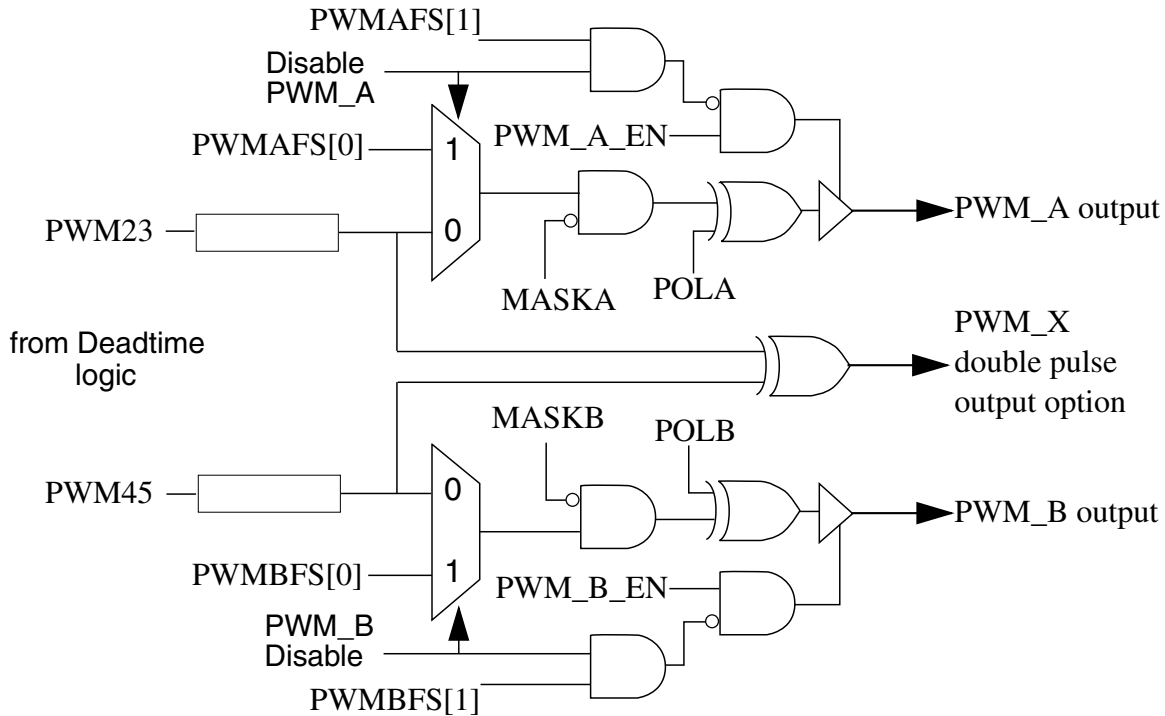 PWMAFS[1]
Disable
PWM_A
PWMAFS[0]
1
PWM_A_EN
PWM23
0
PWM_A output
MASKA
POLA
from Deadtime
logic
PWM_X
double pulse
output option
MASKB
POLB
PWM45
0
PWM_B output
PWMBFS[0]
1
PWM_B_EN
PWM_B
Disable
PWMBFS[1]